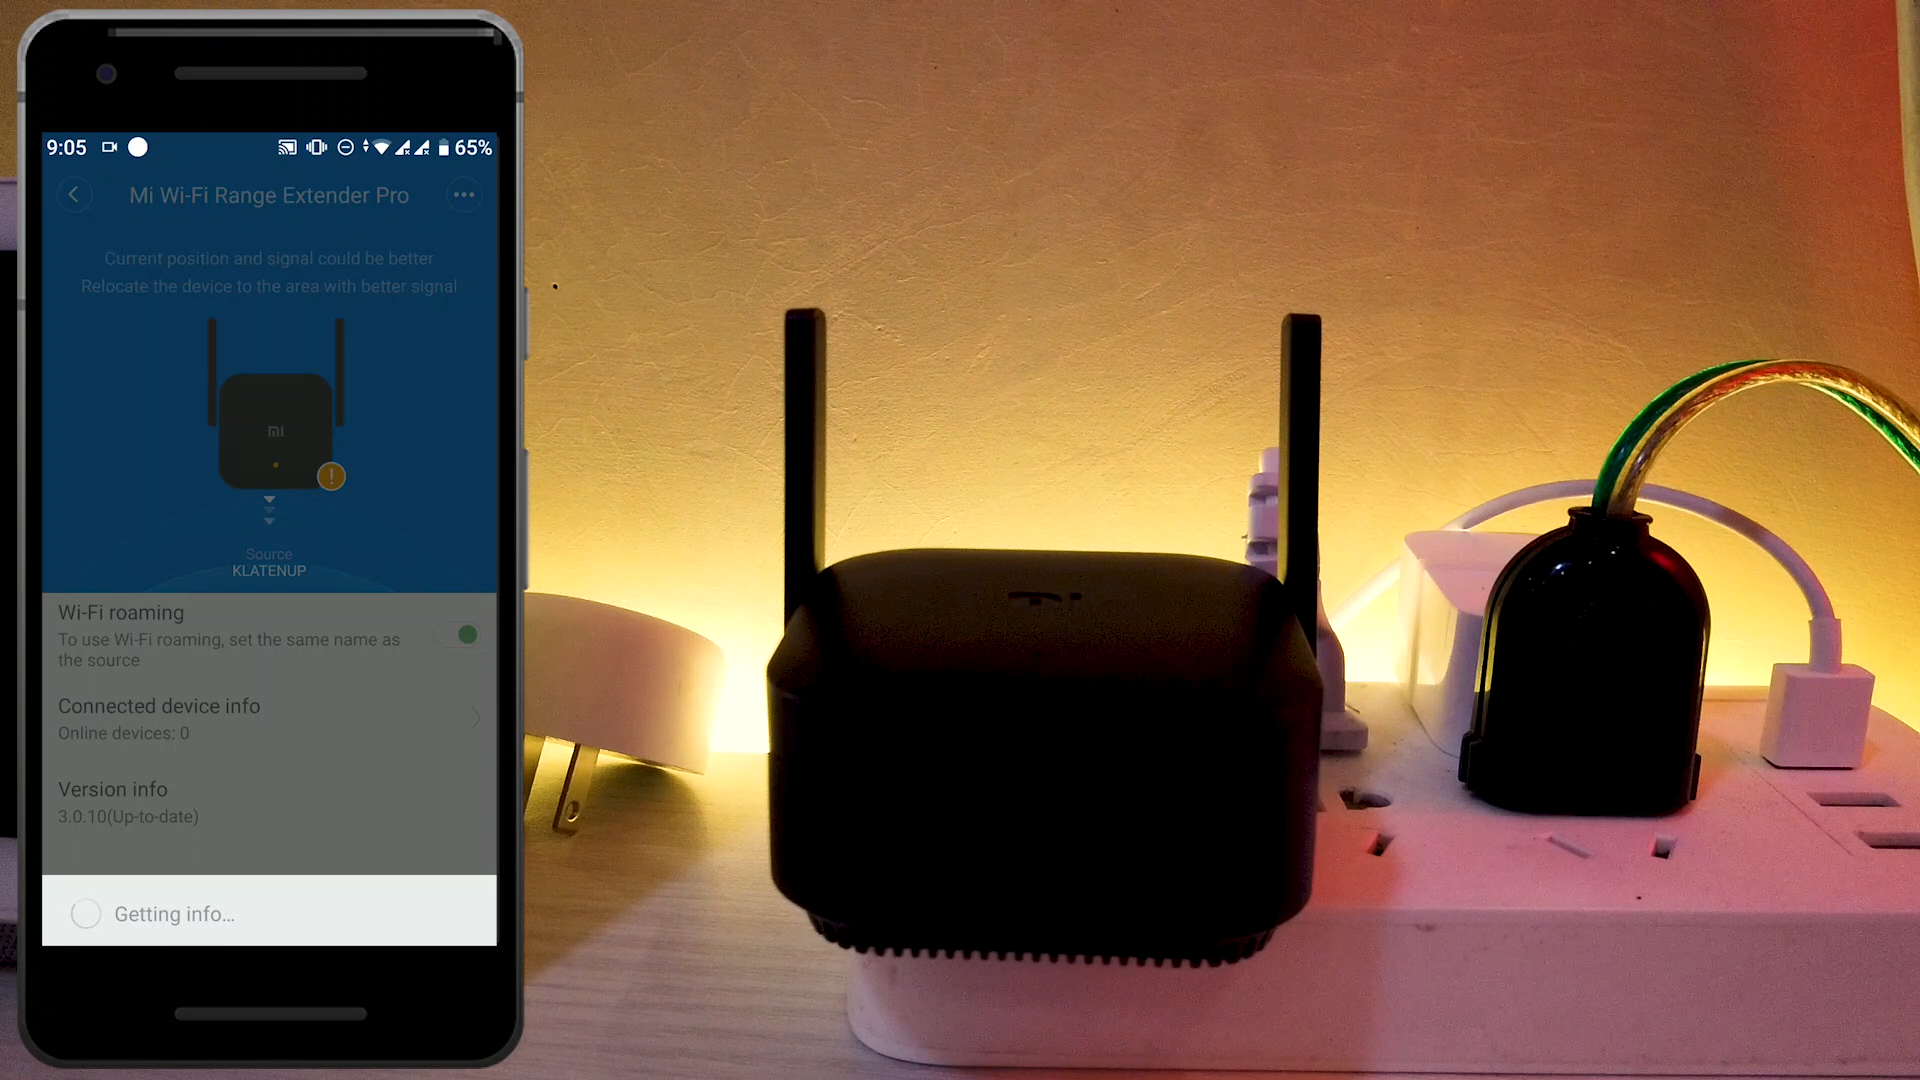 9:05
65%
Mi Wi-Fi Range Extender Pro
Current position and signal could be better
Relocate the device to the area with better signal
mi
Source
KLATENUP
Wi-Fi roaming
To use Wi-Fi roaming, set the same name as
the source
Connected device info
Online devices: 0
Version info
3.0.10(Up-to-date)
Getting info...
mi